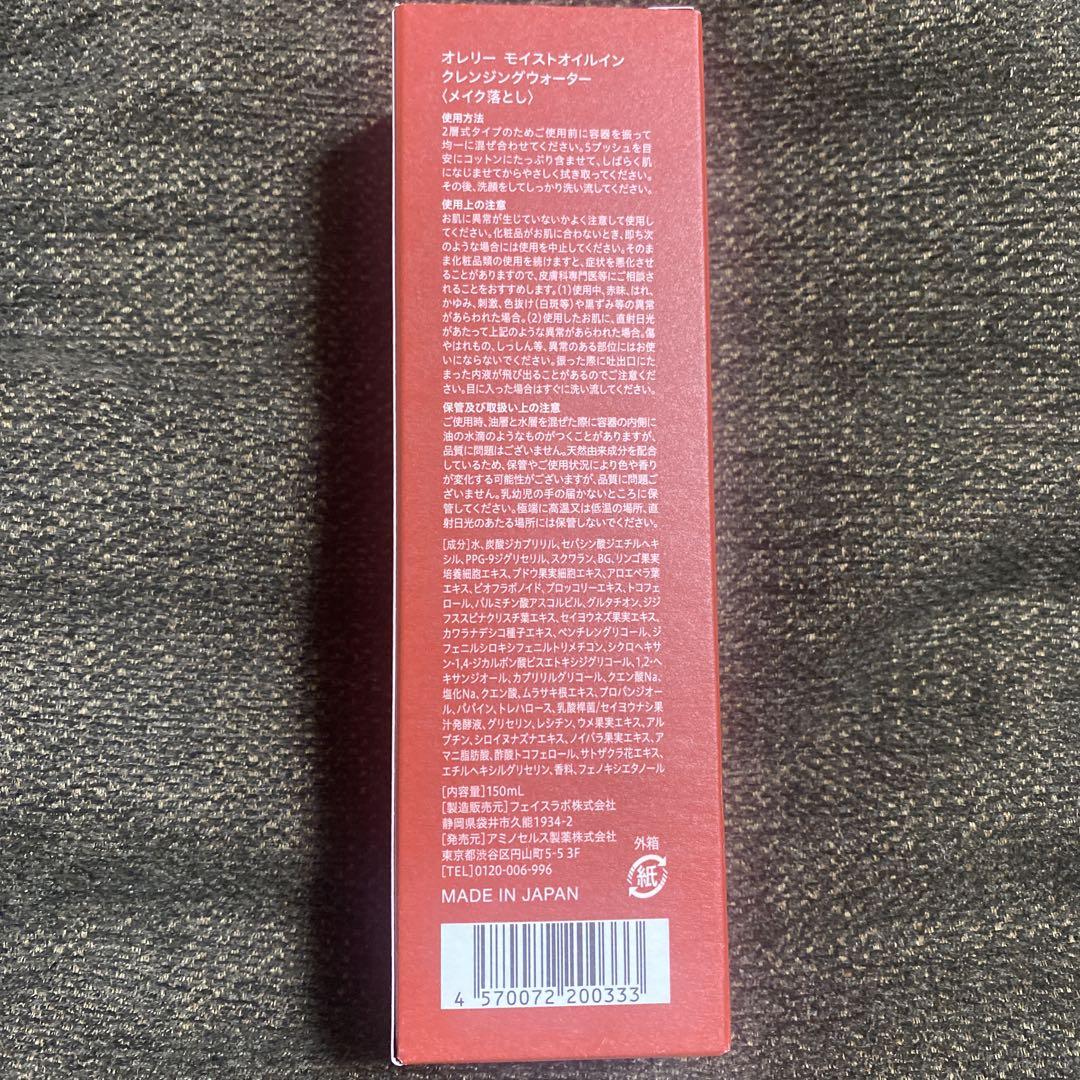 オレリー モイストオイルイン
クレンジングウォーター
〈メイク落とし〉
使用方法
2層式タイプのためご使用前に容器を振って
均一に混ぜ合わせてください。5プッシュを目
安にコットンにたっぷり含ませて、しばらく肌
になじませてからやさしく拭き取ってください。
その後、洗顔をしてしっかり洗い流してください。
使用上の注意
お肌に異常が生じていないかよく注意して使用し
てください。化粧品がお肌に合わないとき、即ち次
のような場合には使用を中止してください。そのま
ま化粧品類の使用を続けますと、症状を悪化させ
ることがありますので、皮膚科専門医等にご相談さ
れることをおすすめします。(1)使用中、赤味、はれ、
かゆみ、刺激、色抜け(白斑等)や黒ずみ等の異常
があらわれた場合。(2)使用したお肌に、直射日光
があたって上記のような異常があらわれた場合。傷
やはれもの、しっしん等、異常のある部位にはお使
いにならないでください。振った際に吐出口にた
まった内液が飛び出ることがあるのでご注意くだ
さい。目に入った場合はすぐに洗い流してください。
保管及び取扱い上の注意
ご使用時、油層と水層を混ぜた際に容器の内側に
油の水滴のようなものがつくことがありますが、
品質に問題はございません。天然由来成分を配合
しているため、保管やご使用状況により色や香り
が変化する可能性がございますが、品質に問題ご
ざいません。乳幼児の手の届かないところに保
管してください。極端に高温又は低温の場所、直
射日光のあたる場所には保管しないでください。
[成分]水、炭酸ジカプリリル、セバシン酸ジエチルヘキ
シル、PPG-9ジグリセリル、スクワラン、BG、リンゴ果実
培養細胞エキス、ブドウ果実細胞エキス、アロエベラ葉
エキス、ビオフラボノイド、ブロッコリーエキス、トコフェ
ロール、パルミチン酸アスコルビル、グルタチオン、ジジ
フススピナクリスチ葉エキス、セイヨウネズ果実エキス、
カワラナデシコ種子エキス、ペンチレングリコール、ジ
フェニルシロキシフェニルトリメチコン、シクロヘキサ
ン-1,4-ジカルボン酸ビスエトキシジグリコール、1,2-ヘ
キサンジオール、カプリリルグリコール、クエン酸Na、
塩化Na、クエン酸、ムラサキ根エキス、プロパンジオー
ル、パパイン、トレハロース、乳酸桿菌/セイヨウナシ果
汁発酵液、グリセリン、レシチン、ウメ果実エキス、アル
ブチン、シロイヌナズナエキス、ノイバラ果実エキス、ア
マニ脂肪酸、酢酸トコフェロール、サトザクラ花エキス、
エチルヘキシルグリセリン、香料、フェノキシエタノール
[内容量]150mL
[製造販売元]フェイスラボ株式会社
静岡県袋井市久能1934-2
[発売元]アミノセルス製薬株式会社
東京都渋谷区円山町5-5 3F
[TEL]0120-006-996
外箱
紙
MADE IN JAPAN
4 570072 200333